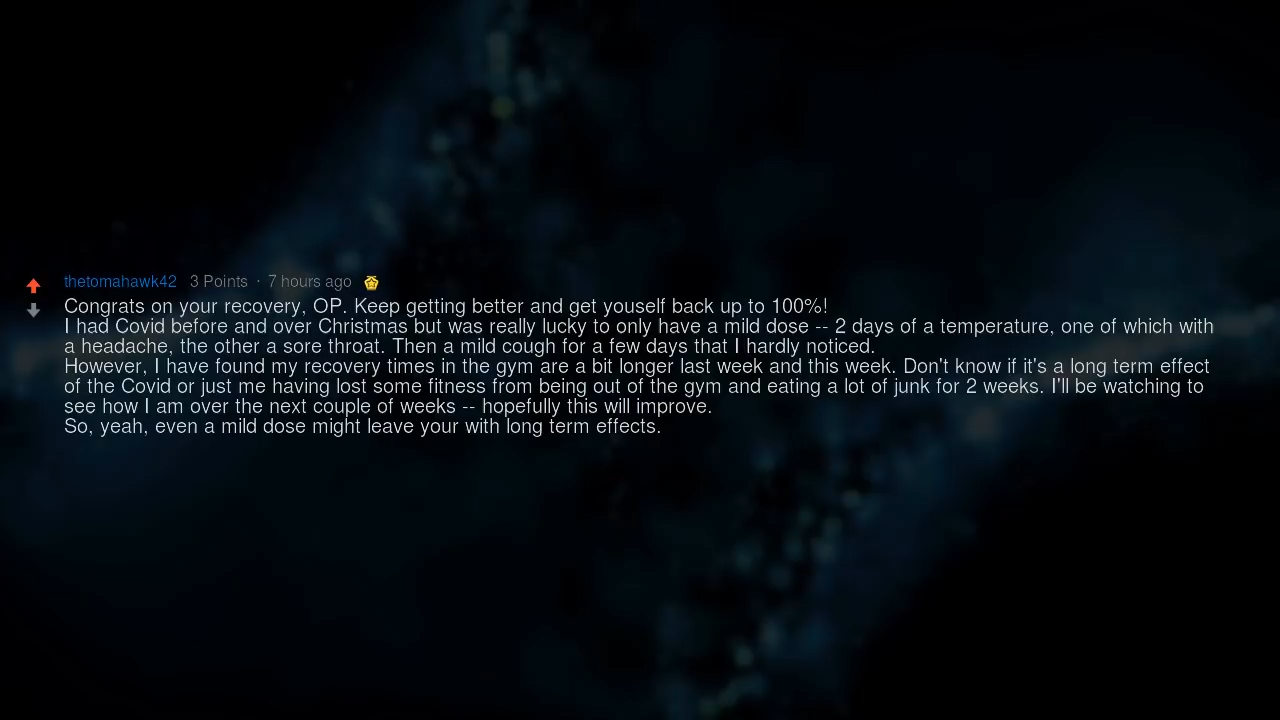 thetomahawk42 3 Points · 7 hours ago
Congrats on your recovery, OP. Keep getting better and get youself back up to 100%!
I had Covid before and over Christmas but was really lucky to only have a mild dose -- 2 days of a temperature, one of which with
a headache, the other a sore throat. Then a mild cough for a few days that I hardly noticed.
However, I have found my recovery times in the gym are a bit longer last week and this week. Don't know if it's a long term effect
of the Covid or just me having lost some fitness from being out of the gym and eating a lot of junk for 2 weeks. I'll be watching to
see how I am over the next couple of weeks -- hopefully this will improve.
So, yeah, even a mild dose might leave your with long term effects.